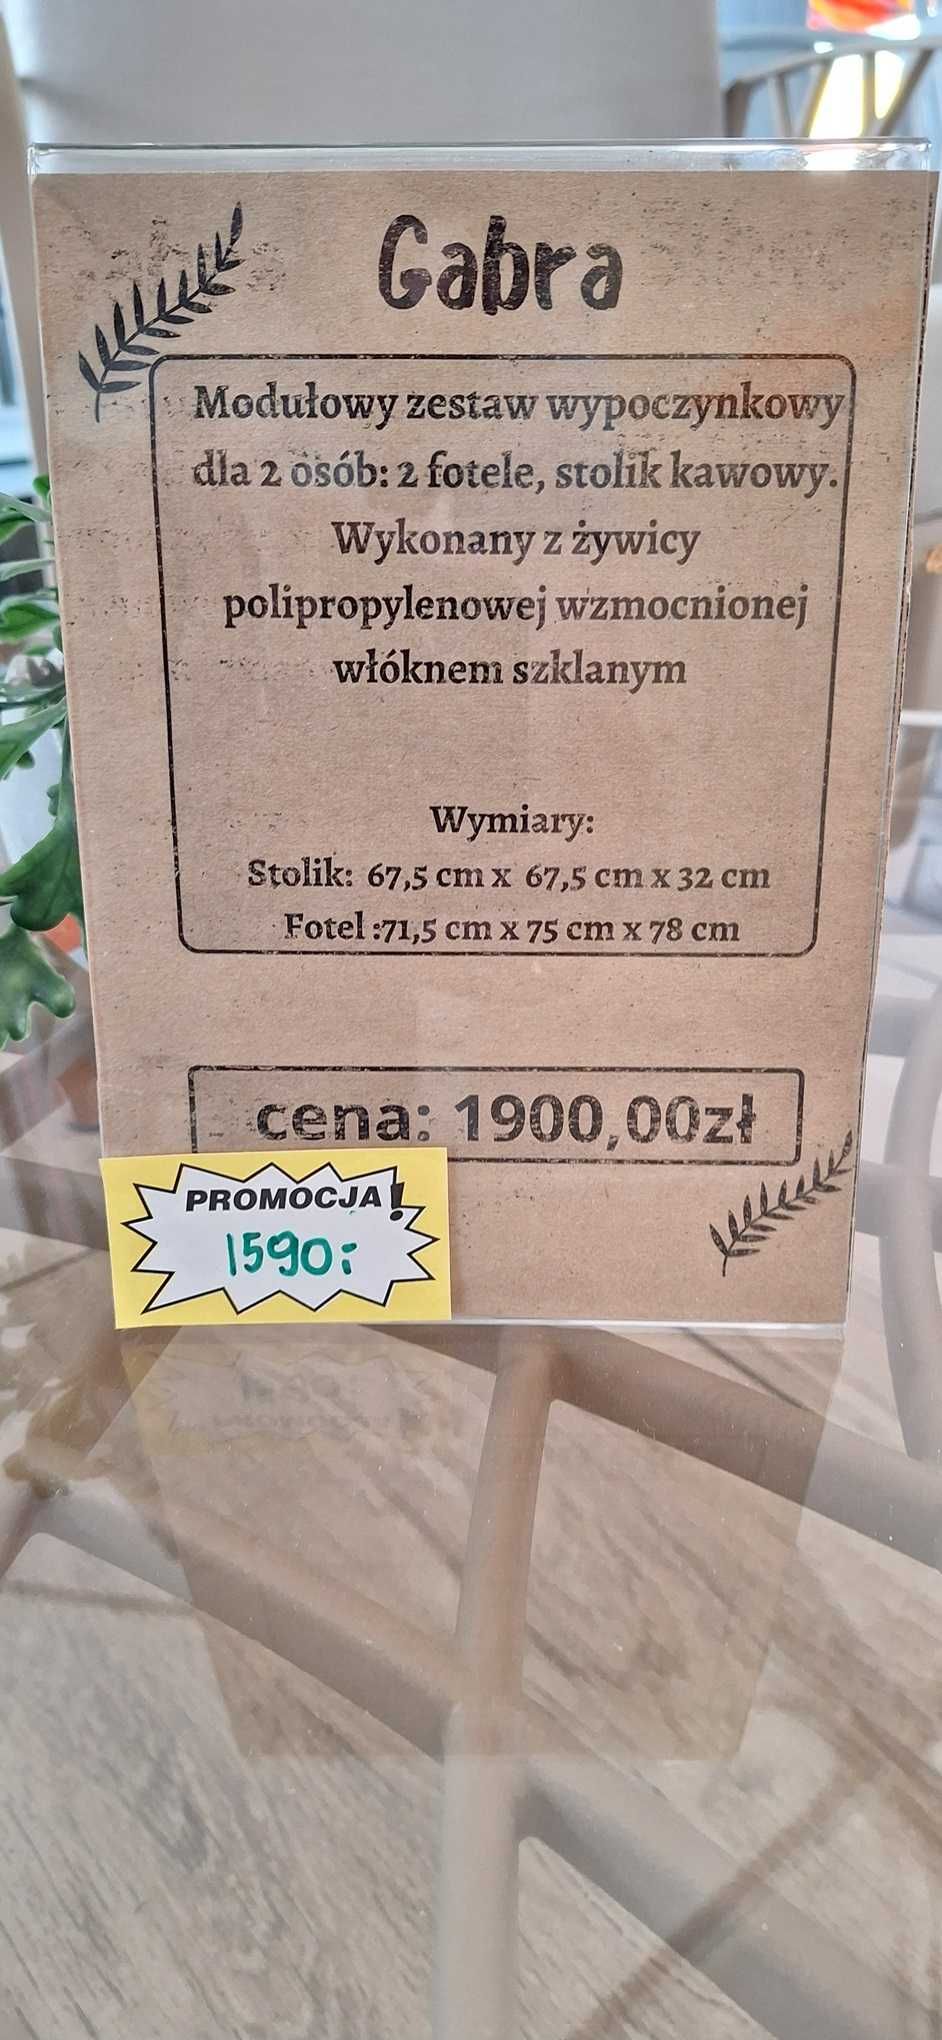 Gabra
Modułowy zestaw wypoczynkowy
dla 2 osób: 2 fotele, stolik kawowy.
Wykonany z żywicy
polipropylenowej wzmocnionej
włóknem szklanym
Wymiary:
Stolik: 67,5 cm x 67,5 cm x 32 cm
Fotel :71,5 cm x 75 cm x 78 cm
cena: 1900,00zł
PROMOCJA!
1590:-